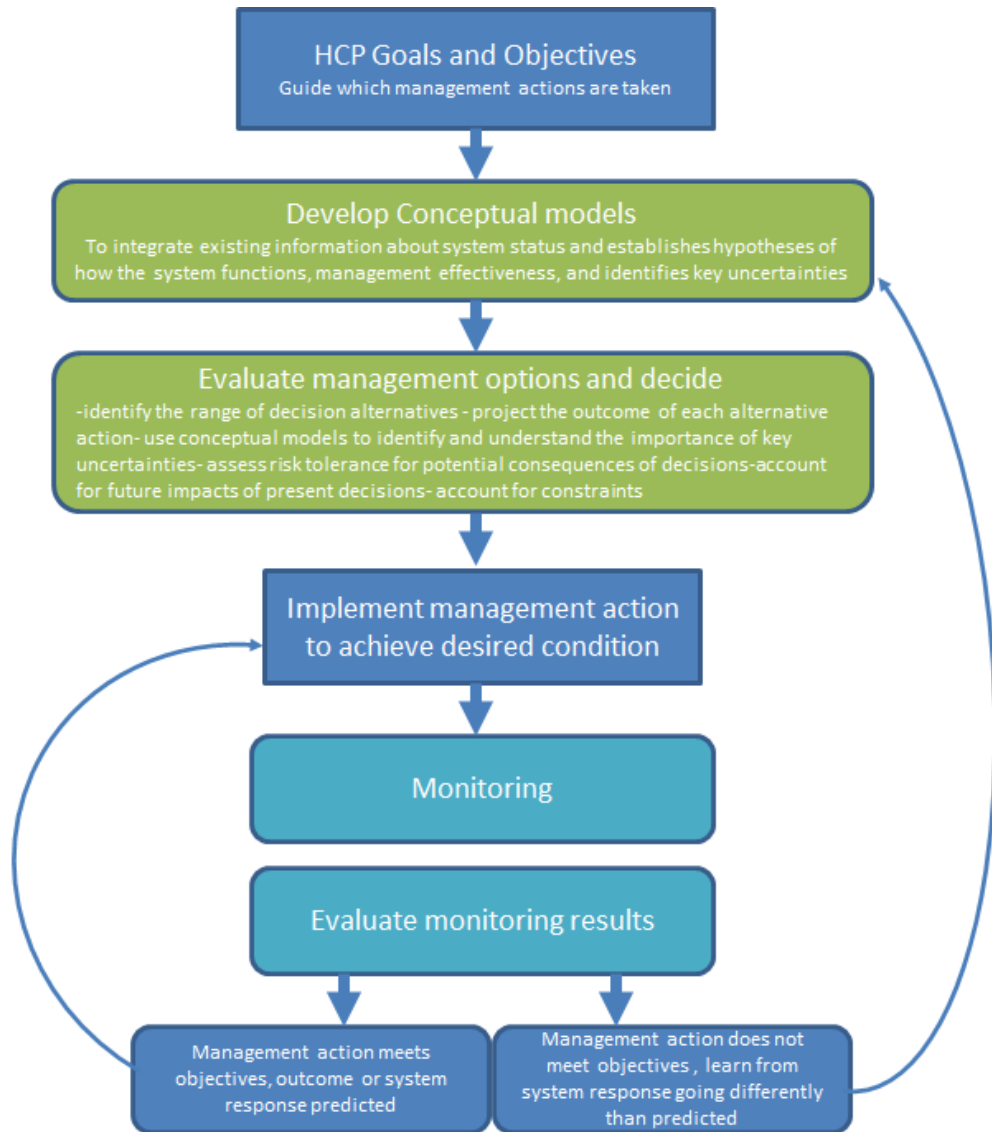 HCP Goals and Objectives
Guide which management actions are taken
Develop Conceptual models
To integrate existing information about system status and establishes hypotheses of
how the system functions, management effectiveness, and identifies key uncertainties
Evaluate management options and decide
-identify the range of decision alternatives - project the outcome of each alternative
action- use conceptual models to identify and understand the importance of key
uncertainties- assess risk tolerance for potential consequences of decisions-account
for future impacts of present decisions- account for constraints
Implement management action
to achieve desired condition
Monitoring
Evaluate monitoring results
Management action meets
objectives, outcome or system
response predicted
Management action does not
meet objectives , learn from
system response going differently
than predicted